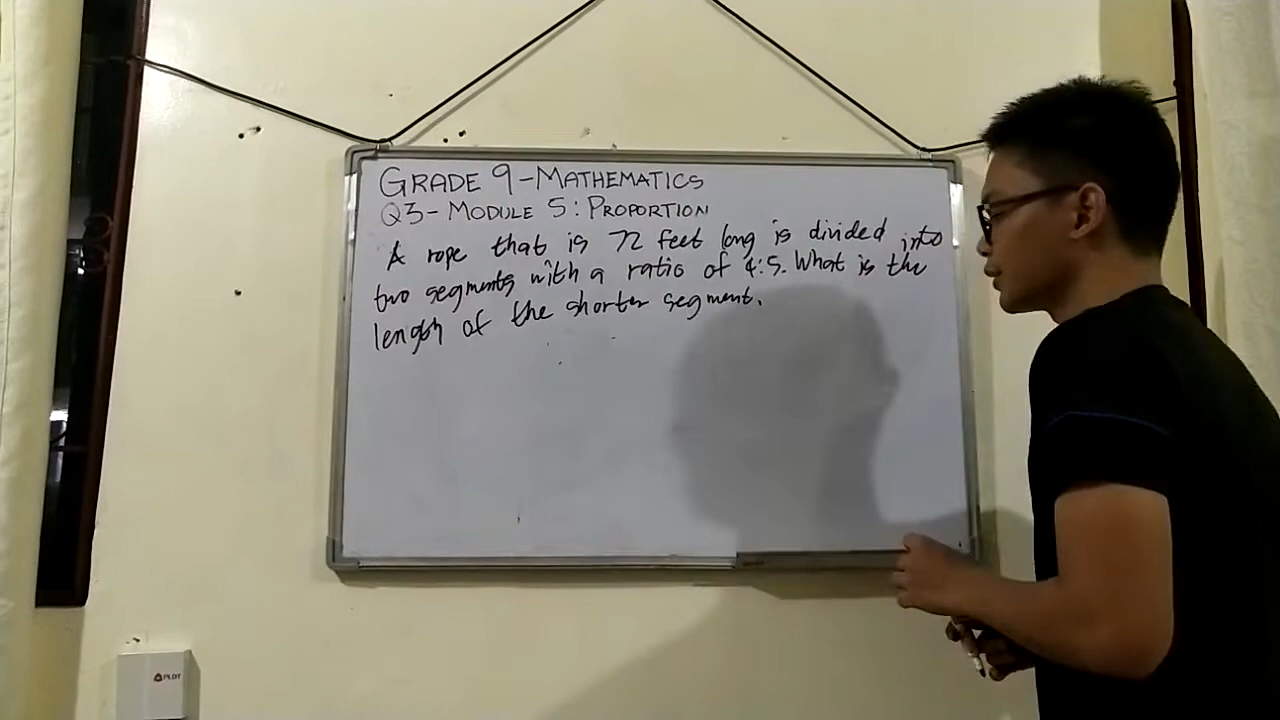 GRADE 9-MATHEMATICS
Q3-MODULE 5: PROPORTION
A rope that is 72 feet long is divided into
two segments with a ratio of 4:5. What is the
length of the shorter segment.
PLDT